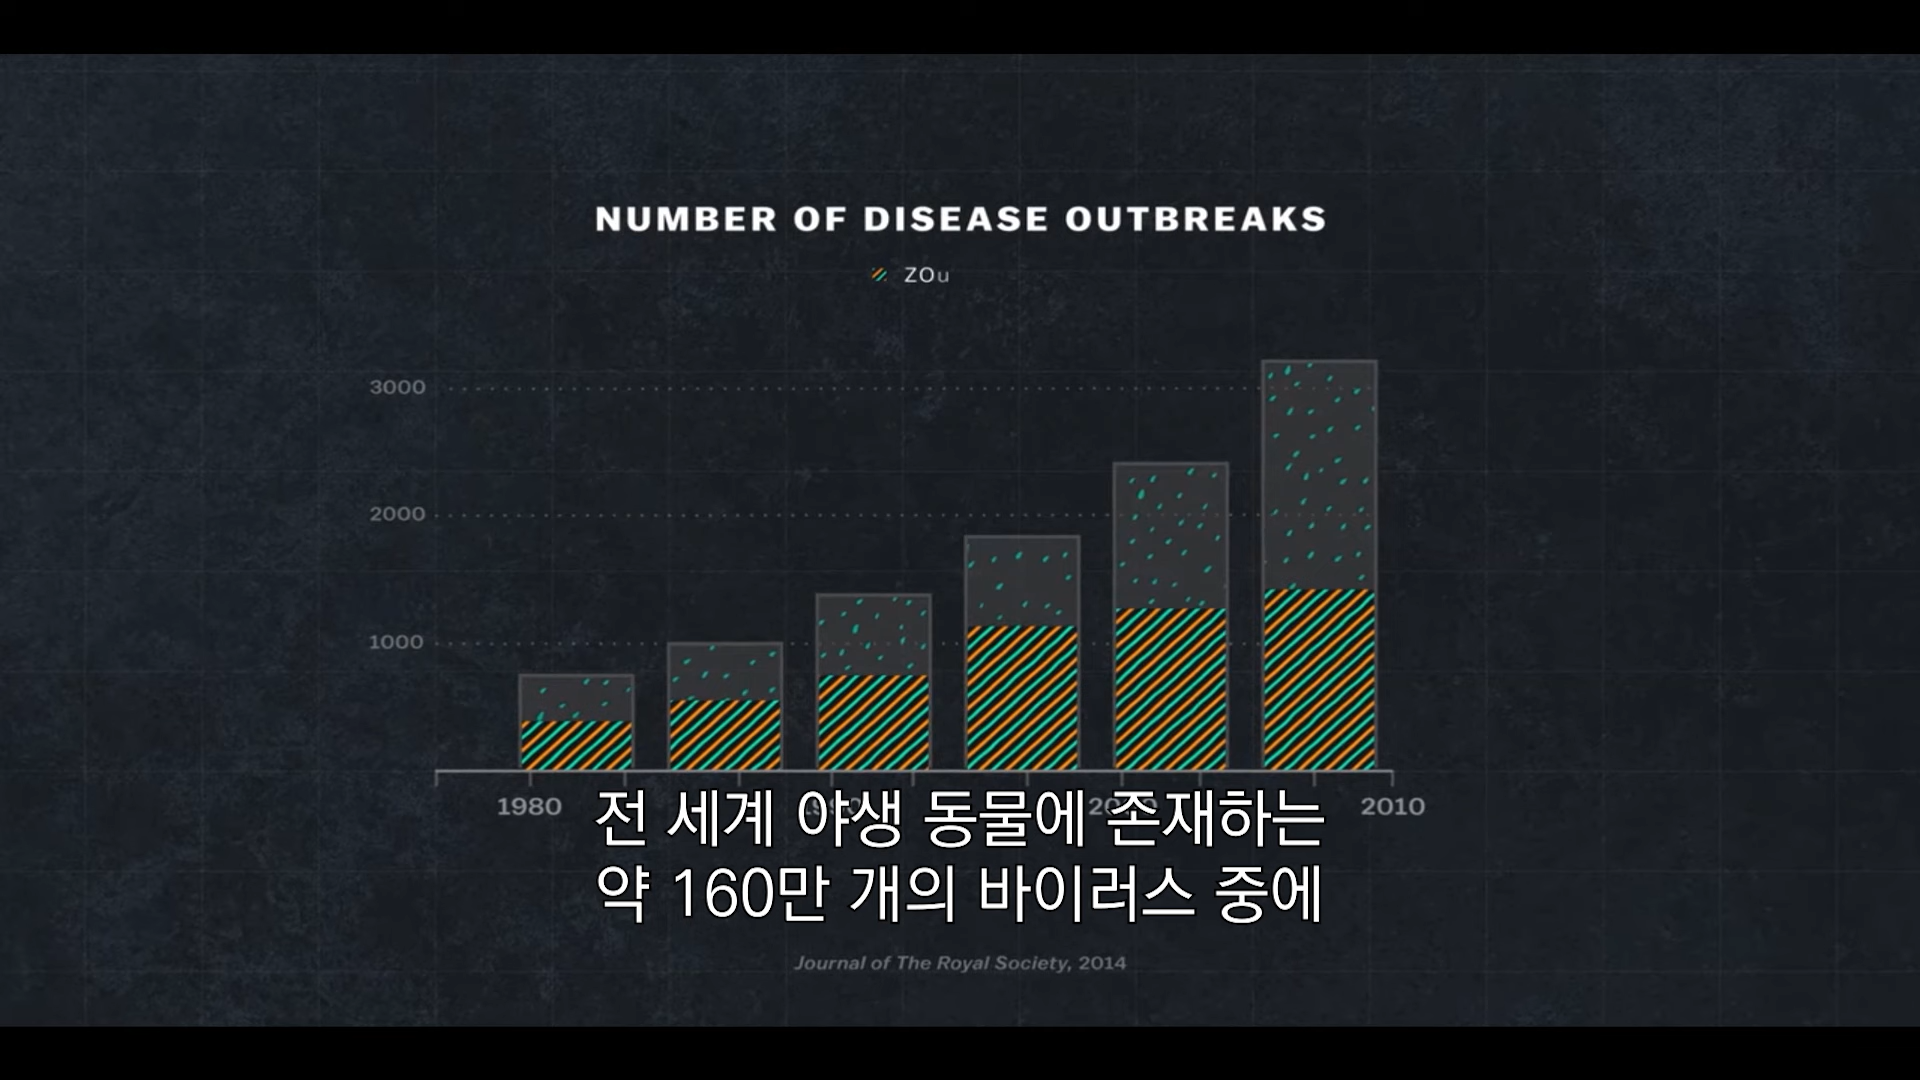 NUMBER OF DISEASE OUTBREAKS
ZOu
3000
2000
1000
1980 1990 2000 2010
전 세계 야생 동물에 존재하는
약 160만 개의 바이러스 중에
Journal of The Royal Society, 2014